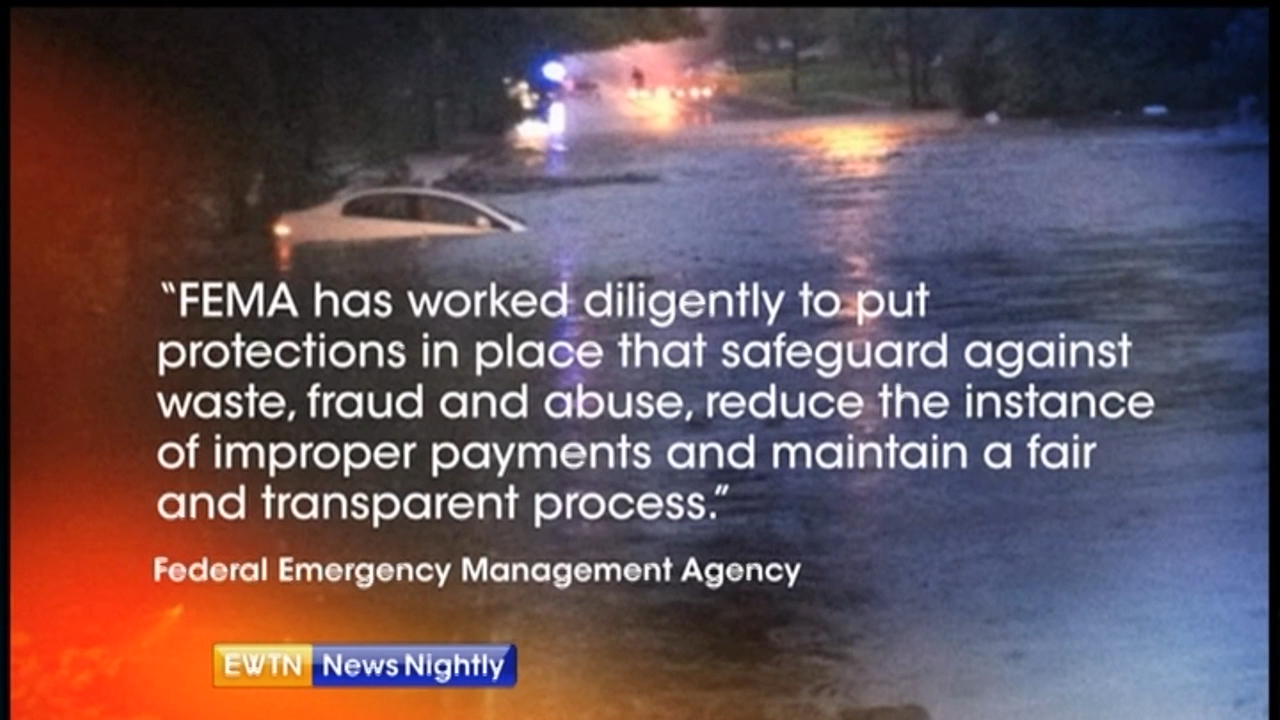 “FEMA has worked diligently to put
protections in place that safeguard against
waste, fraud and abuse, reduce the instance
of improper payments and maintain a fair
and transparent process.”
Federal Emergency Management Agency
EWTN News Nightly